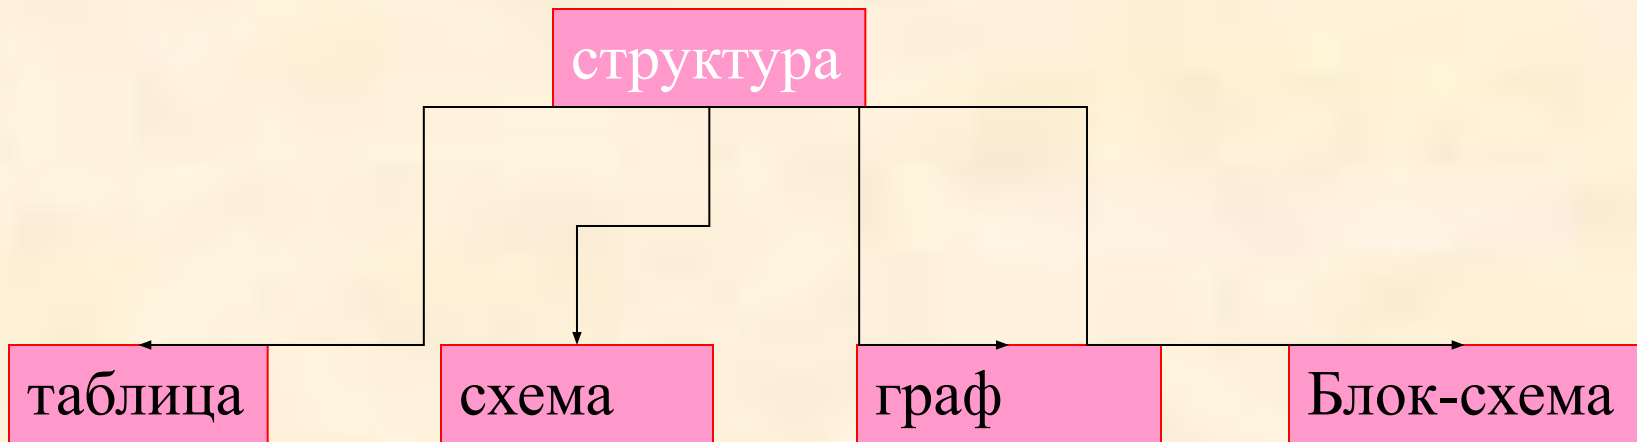 структура
таблица
схема
граф
Блок-схема